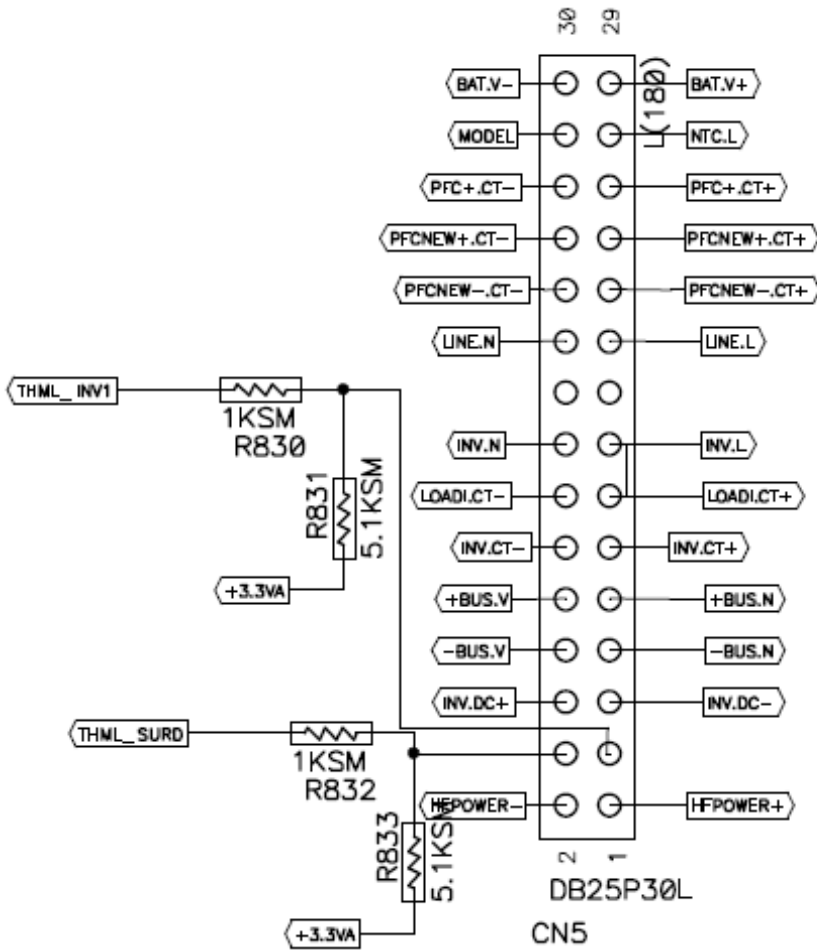 30 29
L(180)
BAT.V- BAT.V+
MODEL NTC.L
PFC+.CT- PFC+.CT+
PFCNEW+.CT- PFCNEW+.CT+
PFCNEW-.CT- PFCNEW-.CT+
LINE.N LINE.L
THML_INV1
1KSM
R830
INV.N INV.L
R831
5.1KSM
LOADI.CT- LOADI.CT+
INV.CT- INV.CT+
+3.3VA
+BUS.V +BUS.N
-BUS.V -BUS.N
INV.DC+ INV.DC-
THML_SURD
1KSM
R832
HFPOWER- HFPOWER+
R833
5.1KSM
2 1
DB25P30L
+3.3VA
CN5